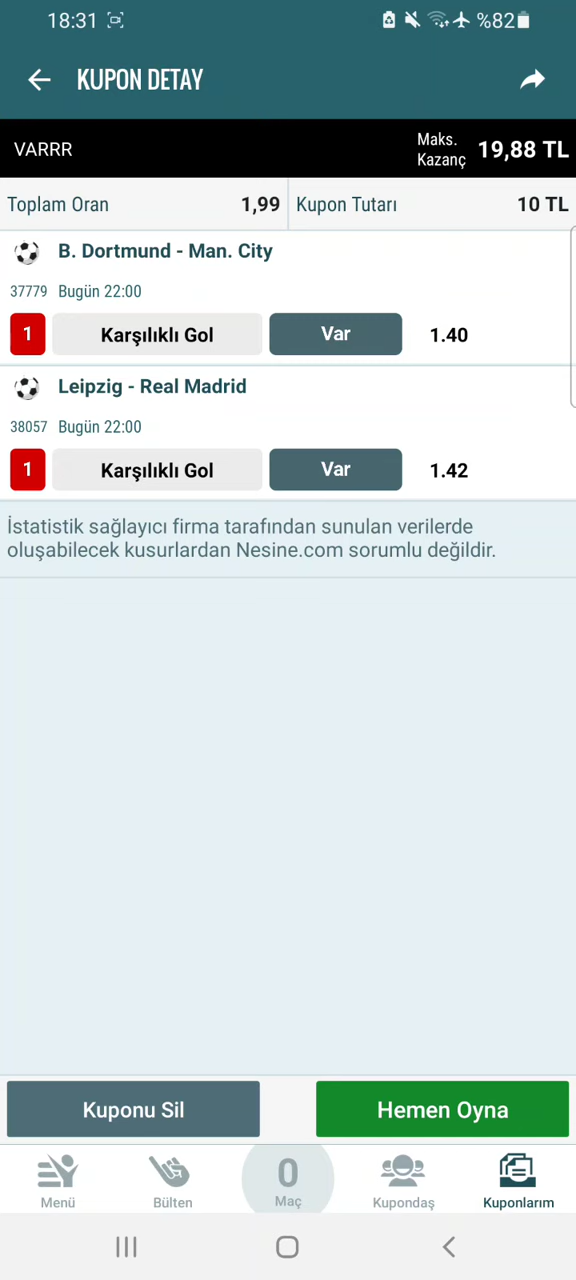 18:31 %82
KUPON DETAY
VARRR Maks. Kazanç 19,88 TL
Toplam Oran 1,99 Kupon Tutarı 10 TL
B. Dortmund - Man. City
37779 Bugün 22:00
1 Karşılıklı Gol Var 1.40
Leipzig - Real Madrid
38057 Bugün 22:00
1 Karşılıklı Gol Var 1.42
İstatistik sağlayıcı firma tarafından sunulan verilerde
oluşabilecek kusurlardan Nesine.com sorumlu değildir.
Kuponu Sil Hemen Oyna
0
Menü Bülten Maç Kupondaş Kuponlarım